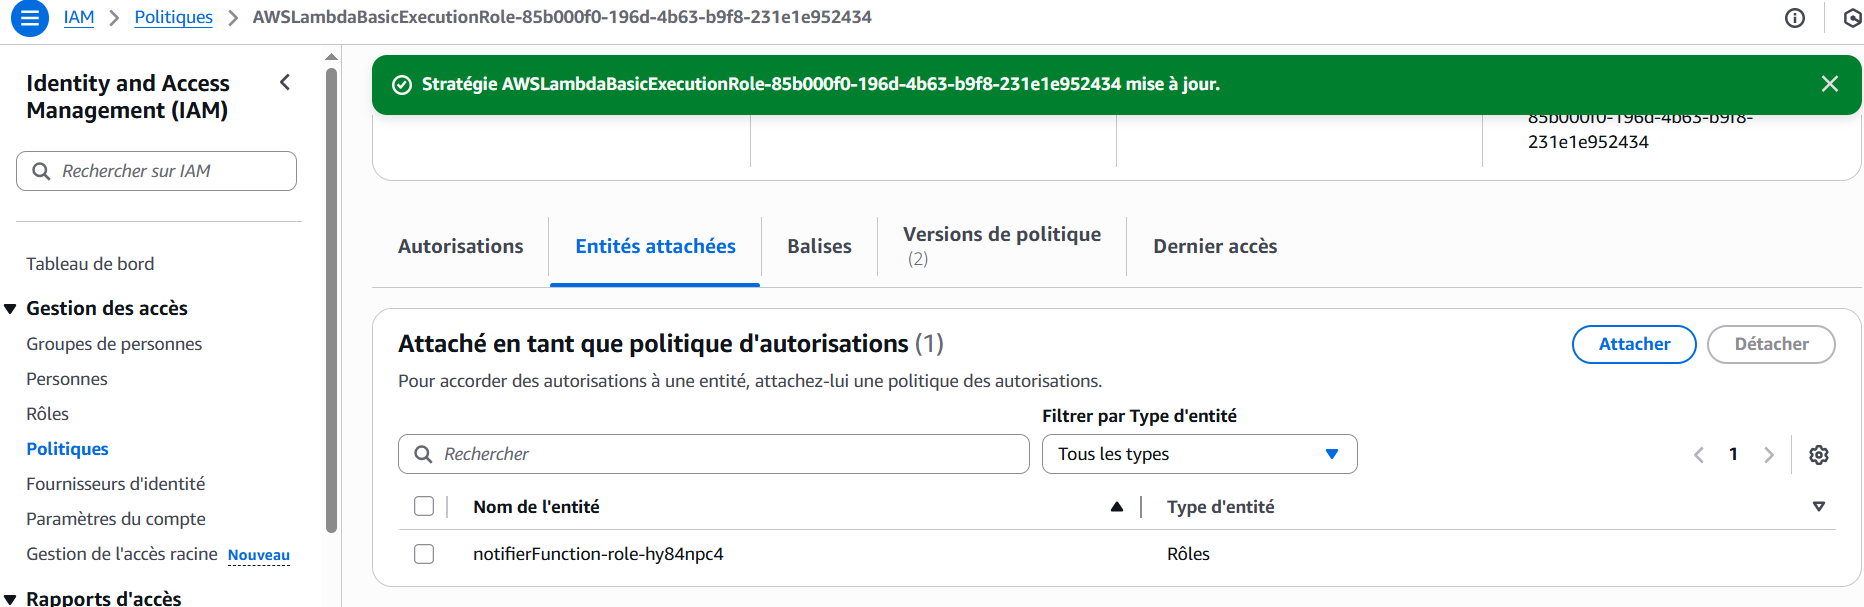 IAM > Politiques > AWSLambdaBasicExecutionRole-85b000f0-196d-4b63-b9f8-231e1e952434
Identity and Access
Management (IAM)
Rechercher sur IAM
Tableau de bord
Gestion des accès
Groupes de personnes
Personnes
Rôles
Politiques
Fournisseurs d'identité
Paramètres du compte
Gestion de l'accès racine Nouveau
Rapports d'accès
Stratégie AWSLambdaBasicExecutionRole-85b000f0-196d-4b63-b9f8-231e1e952434 mise à jour.
85b000f0-196d-4b63-b9f8-
231e1e952434
Autorisations
Entités attachées
Balises
Versions de politique
(2)
Dernier accès
Attaché en tant que politique d'autorisations (1)
Attacher
Détacher
Pour accorder des autorisations à une entité, attachez-lui une politique des autorisations.
Filtrer par Type d'entité
Rechercher
Tous les types
1
Nom de l'entité
Type d'entité
notifierFunction-role-hy84npc4
Rôles